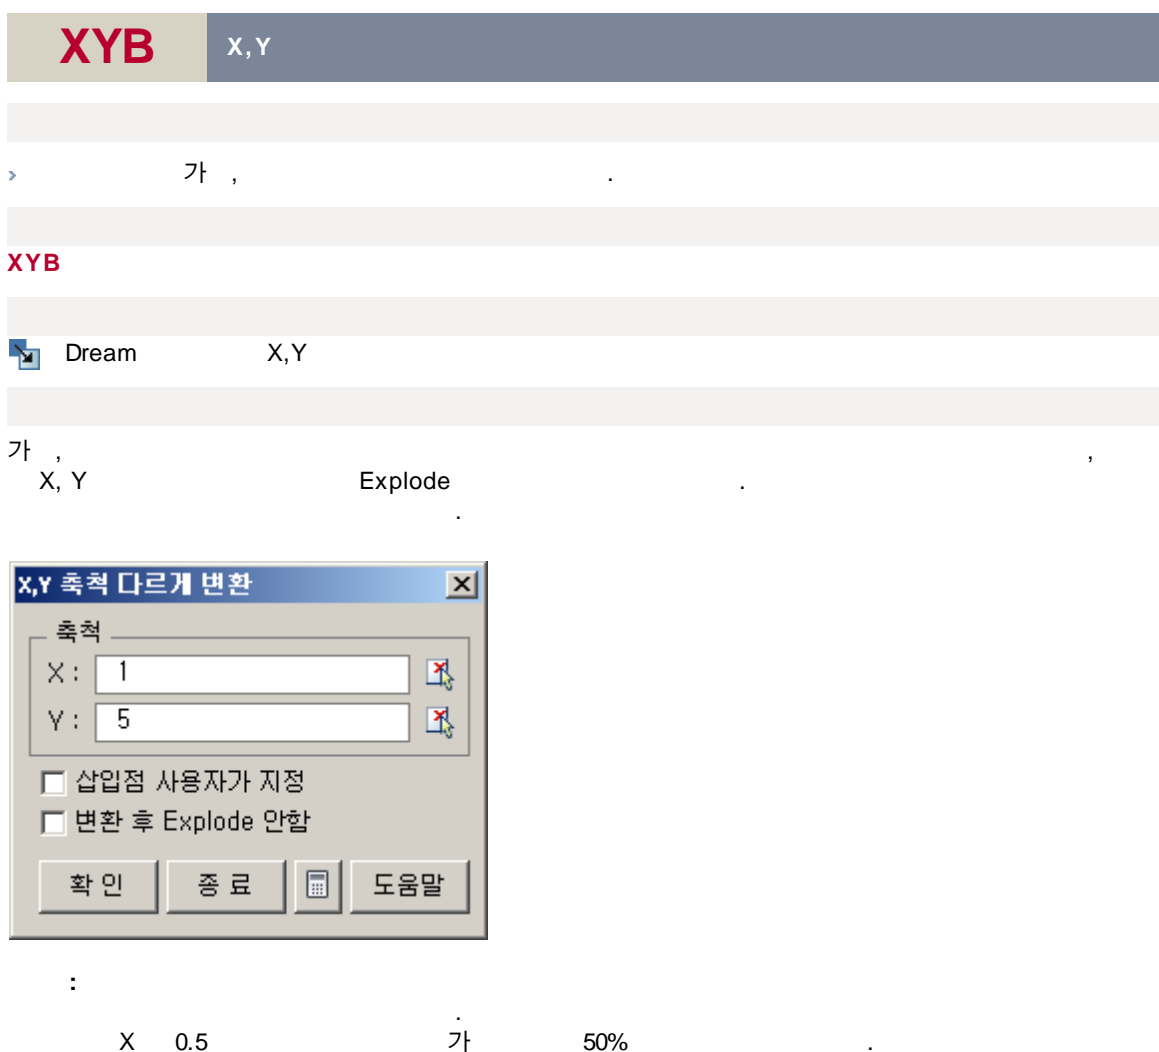 XYB X,Y
가 , .
XYB
Dream X,Y
가 , ,
X, Y Explode .
.
X,Y 축척 다르게 변환
축척
X : 1
Y : 5
삽입점 사용자가 지정
변환 후 Explode 안함
확 인 종 료 도움말
:
.
X 0.5 가 50% .